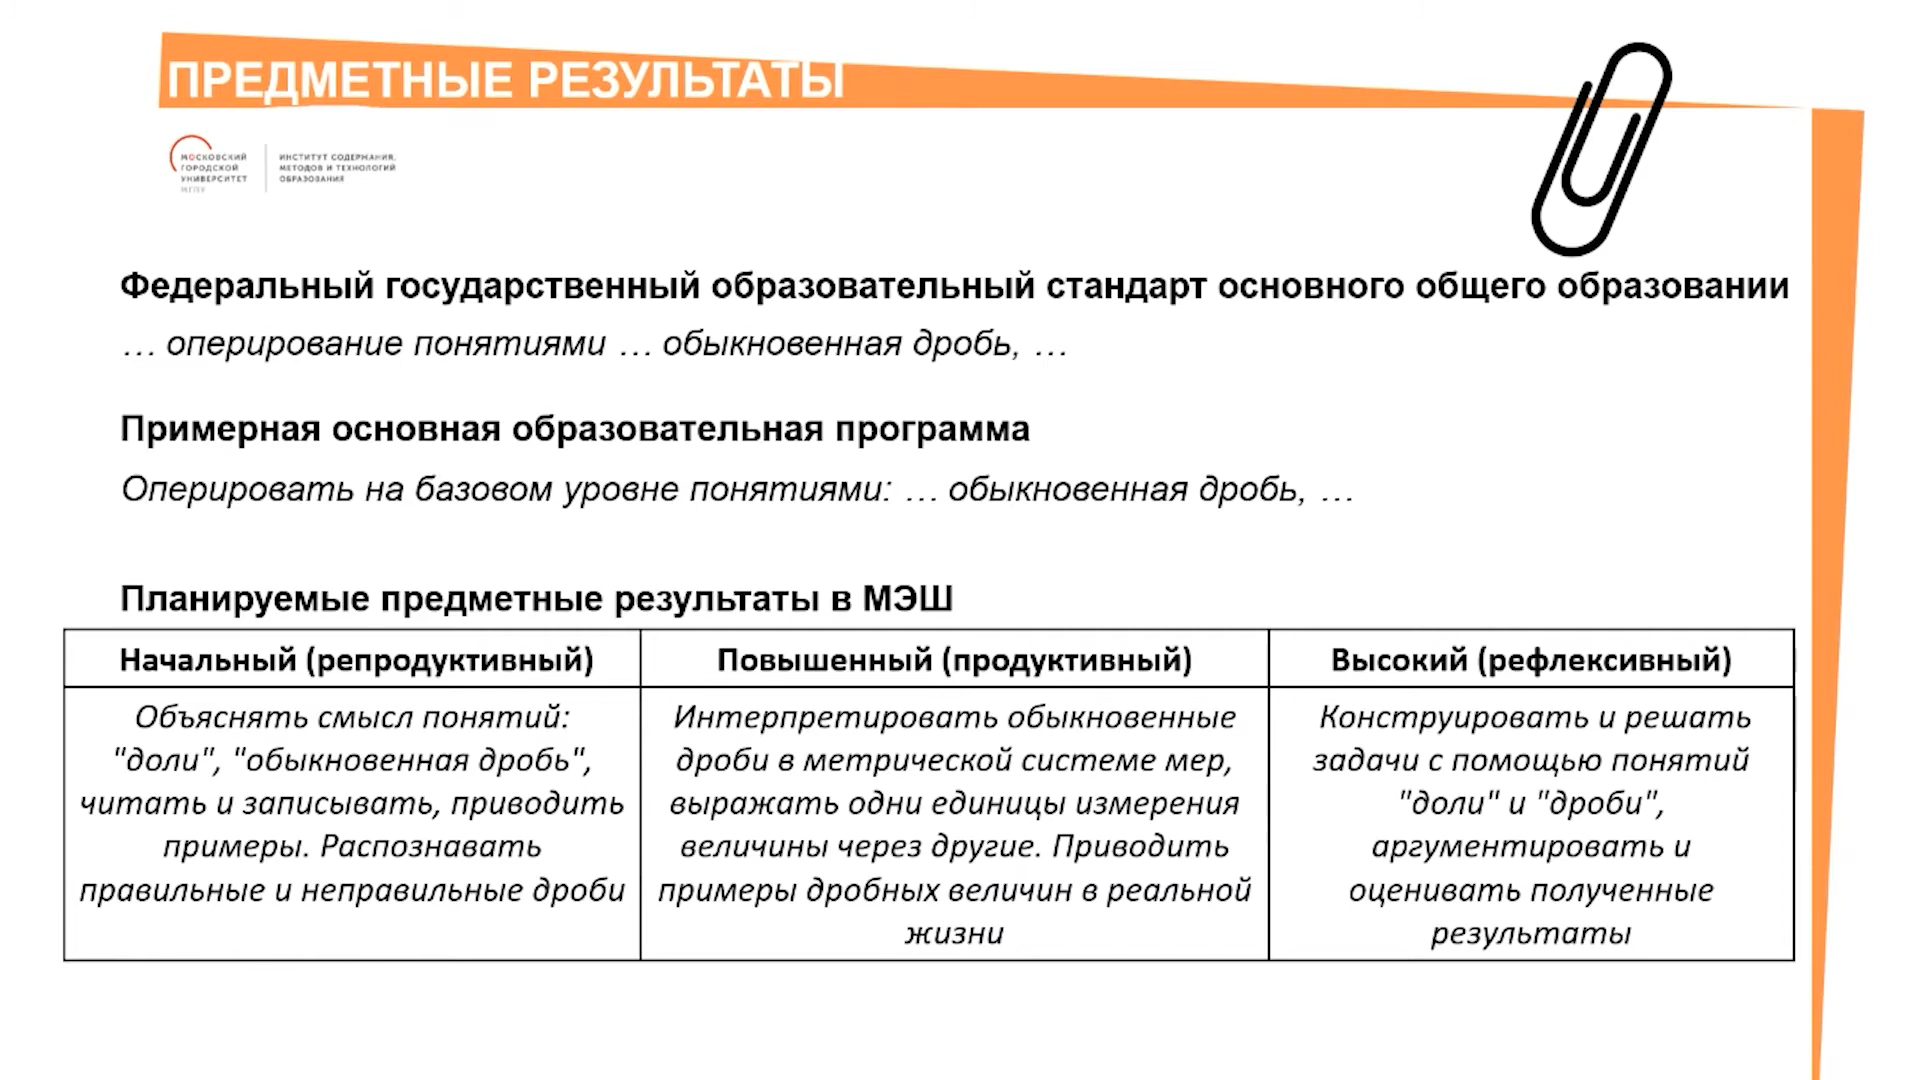 ПРЕДМЕТНЫЕ РЕЗУЛЬТАТЫ
МОСКОВСКИЙ
ГОРОДСКОЙ
УНИВЕРСИТЕТ
МГПУ
ИНСТИТУТ СОДЕРЖАНИЯ,
МЕТОДОВ И ТЕХНОЛОГИЙ
ОБРАЗОВАНИЯ
Федеральный государственный образовательный стандарт основного общего образовании
… оперирование понятиями … обыкновенная дробь, …
Примерная основная образовательная программа
Оперировать на базовом уровне понятиями: … обыкновенная дробь, …
Планируемые предметные результаты в МЭШ
Начальный (репродуктивный)
Объяснять смысл понятий:
"доли", "обыкновенная дробь",
читать и записывать, приводить
примеры. Распознавать
правильные и неправильные дроби
Повышенный (продуктивный)
Интерпретировать обыкновенные
дроби в метрической системе мер,
выражать одни единицы измерения
величины через другие. Приводить
примеры дробных величин в реальной
жизни
Высокий (рефлексивный)
Конструировать и решать
задачи с помощью понятий
"доли" и "дроби",
аргументировать и
оценивать полученные
результаты